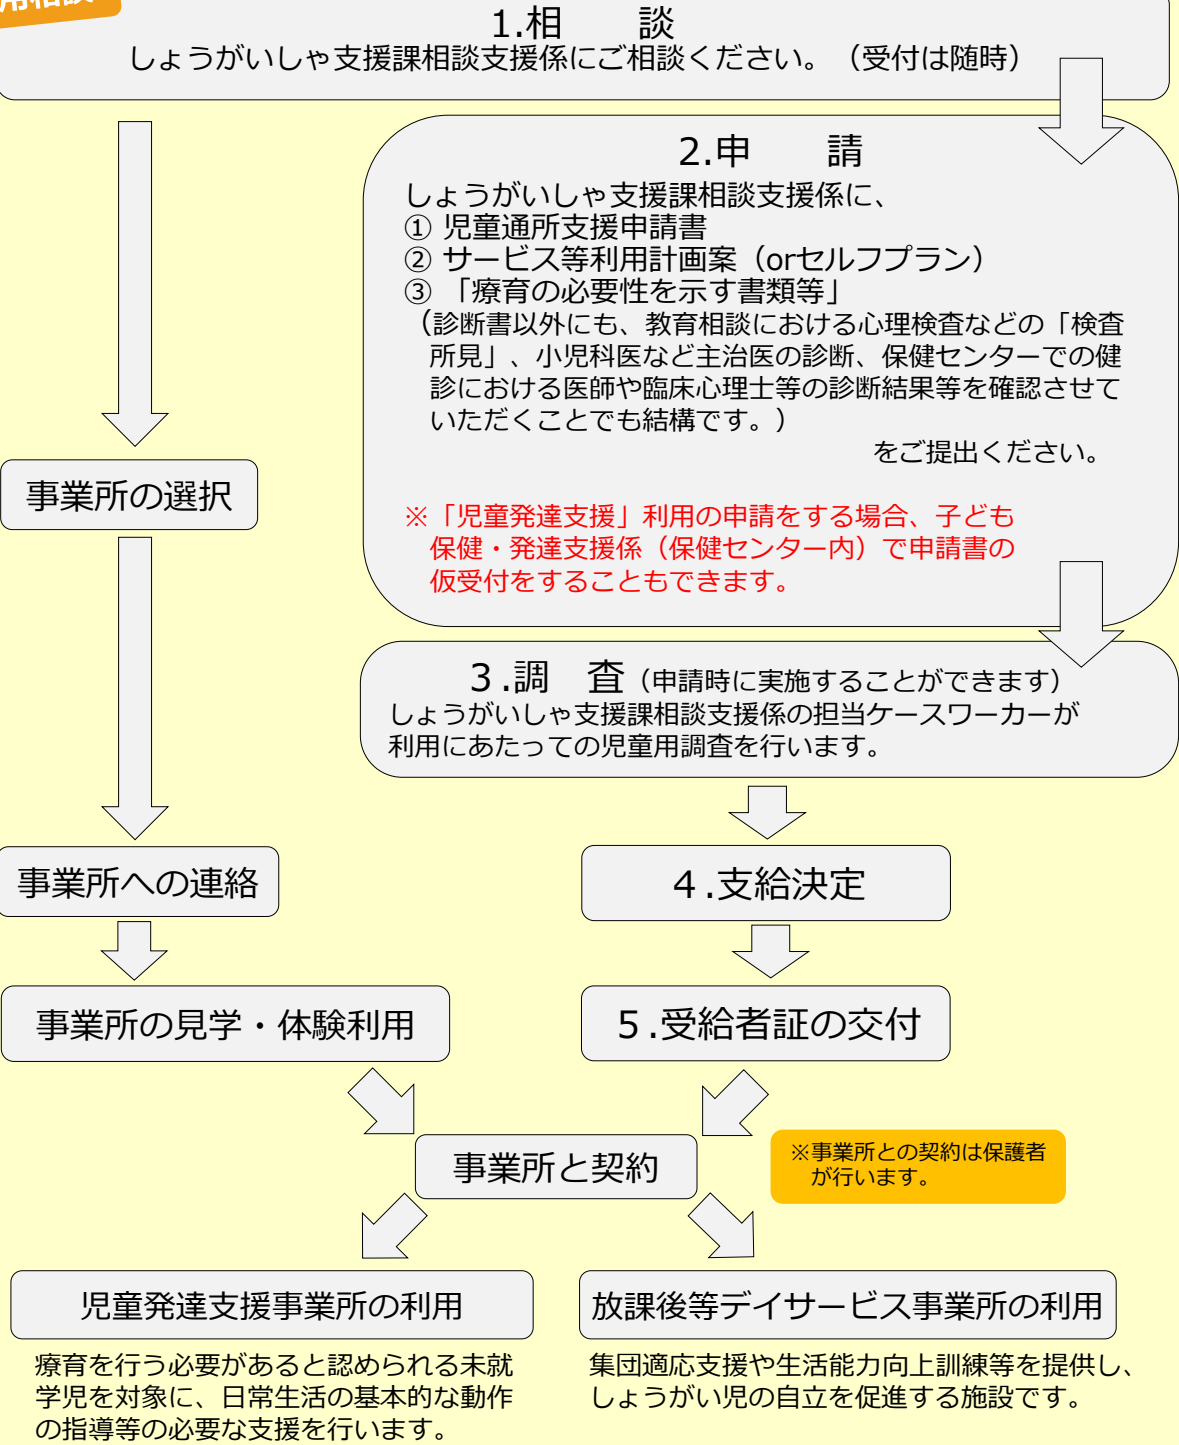 用相談
1.相　談
しょうがいしゃ支援課相談支援係にご相談ください。（受付は随時）
2.申　請
しょうがいしゃ支援課相談支援係に、
① 児童通所支援申請書
② サービス等利用計画案（orセルフプラン）
③ 「療育の必要性を示す書類等」
（診断書以外にも、教育相談における心理検査などの「検査
所見」、小児科医など主治医の診断、保健センターでの健
診における医師や臨床心理士等の診断結果等を確認させて
いただくことでも結構です。）
をご提出ください。
※「児童発達支援」利用の申請をする場合、子ども
保健・発達支援係（保健センター内）で申請書の
仮受付をすることもできます。
事業所の選択
３.調　査（申請時に実施することができます）
しょうがいしゃ支援課相談支援係の担当ケースワーカーが
利用にあたっての児童用調査を行います。
事業所への連絡
４.支給決定
事業所の見学・体験利用
５.受給者証の交付
事業所と契約
※事業所との契約は保護者
が行います。
児童発達支援事業所の利用
療育を行う必要があると認められる未就
学児を対象に、日常生活の基本的な動作
の指導等の必要な支援を行います。
放課後等デイサービス事業所の利用
集団適応支援や生活能力向上訓練等を提供し、
しょうがい児の自立を促進する施設です。